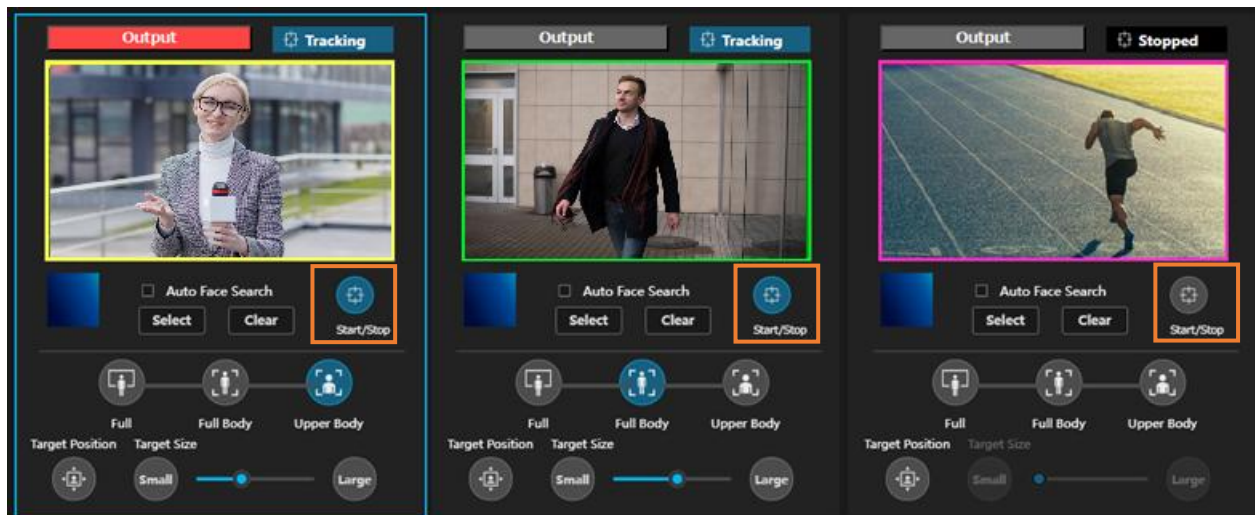 Output Tracking
Auto Face Search
Select Clear
Start/Stop
Full Full Body Upper Body
Target Position Target Size
Small Large
Output Tracking
Auto Face Search
Select Clear
Start/Stop
Full Full Body Upper Body
Target Position Target Size
Small Large
Output Stopped
Auto Face Search
Select Clear
Start/Stop
Full Full Body Upper Body
Target Position Target Size
Small Large